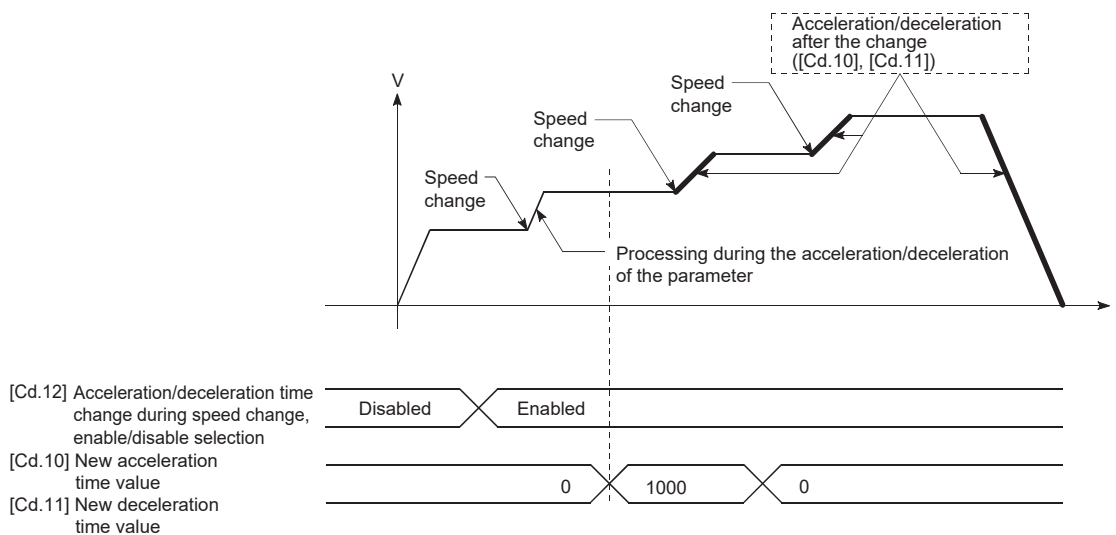 Acceleration/deceleration
after the change
([Cd.10], [Cd.11])
V
Speed
change
Speed
change
Speed
change
Processing during the acceleration/deceleration
of the parameter
[Cd.12] Acceleration/deceleration time
change during speed change,
enable/disable selection
Disabled
Enabled
[Cd.10] New acceleration
time value
[Cd.11] New deceleration
time value
0
1000
0